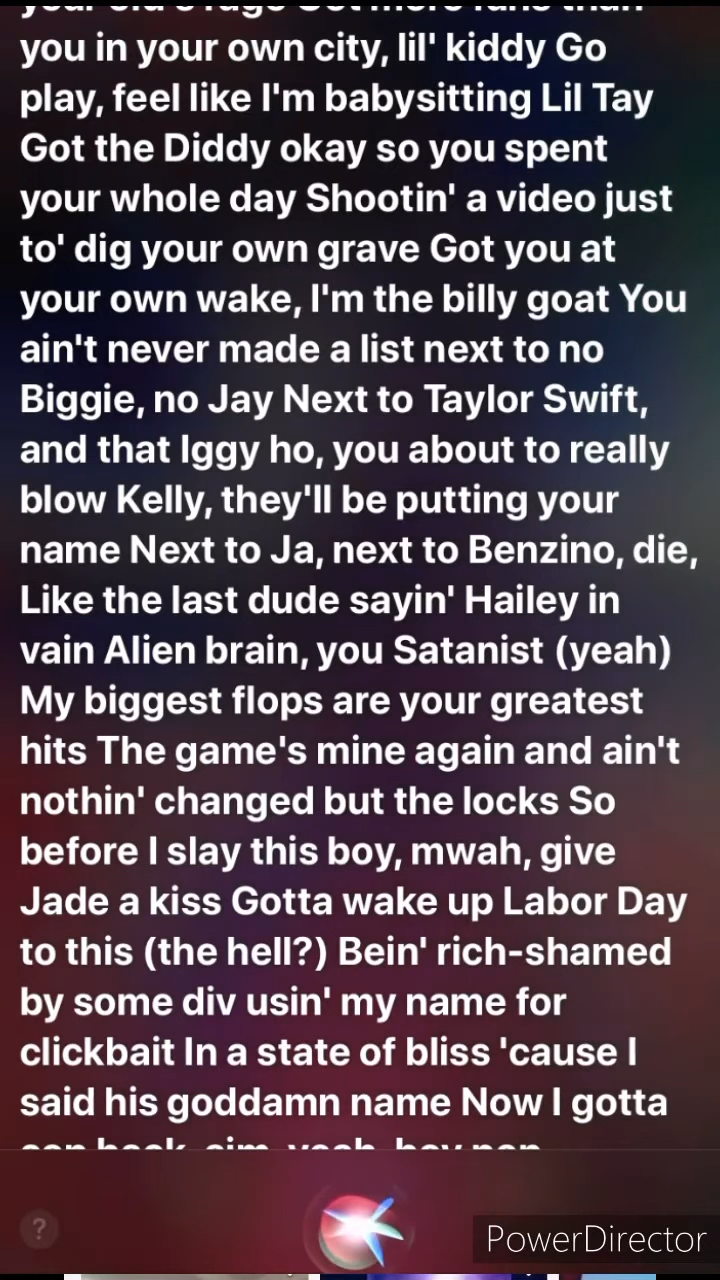 you in your own city, lil' kiddy Go
play, feel like I'm babysitting Lil Tay
Got the Diddy okay so you spent
your whole day Shootin' a video just
to' dig your own grave Got you at
your own wake, I'm the billy goat You
ain't never made a list next to no
Biggie, no Jay Next to Taylor Swift,
and that Iggy ho, you about to really
blow Kelly, they'll be putting your
name Next to Ja, next to Benzino, die,
Like the last dude sayin' Hailey in
vain Alien brain, you Satanist (yeah)
My biggest flops are your greatest
hits The game's mine again and ain't
nothin' changed but the locks So
before I slay this boy, mwah, give
Jade a kiss Gotta wake up Labor Day
to this (the hell?) Bein' rich-shamed
by some div usin' my name for
clickbait In a state of bliss 'cause I
said his goddamn name Now I gotta
?
PowerDirector